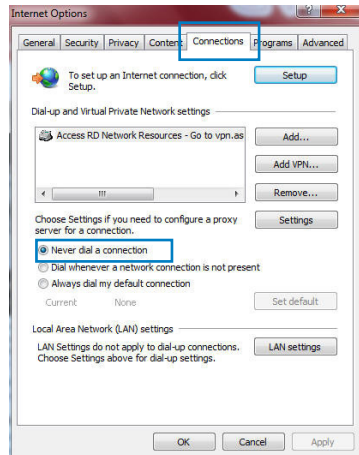 Internet Options
General Security Privacy Content Connections Programs Advanced
To set up an Internet connection, click Setup
Setup.
Dial-up and Virtual Private Network settings
Access RD Network Resources - Go to vpn.as Add...
Add VPN...
Remove...
Choose Settings if you need to configure a proxy Settings
server for a connection.
Never dial a connection
Dial whenever a network connection is not present
Always dial my default connection
Current None Set default
Local Area Network (LAN) settings
LAN Settings do not apply to dial-up connections. LAN settings
Choose Settings above for dial-up settings.
OK Cancel Apply